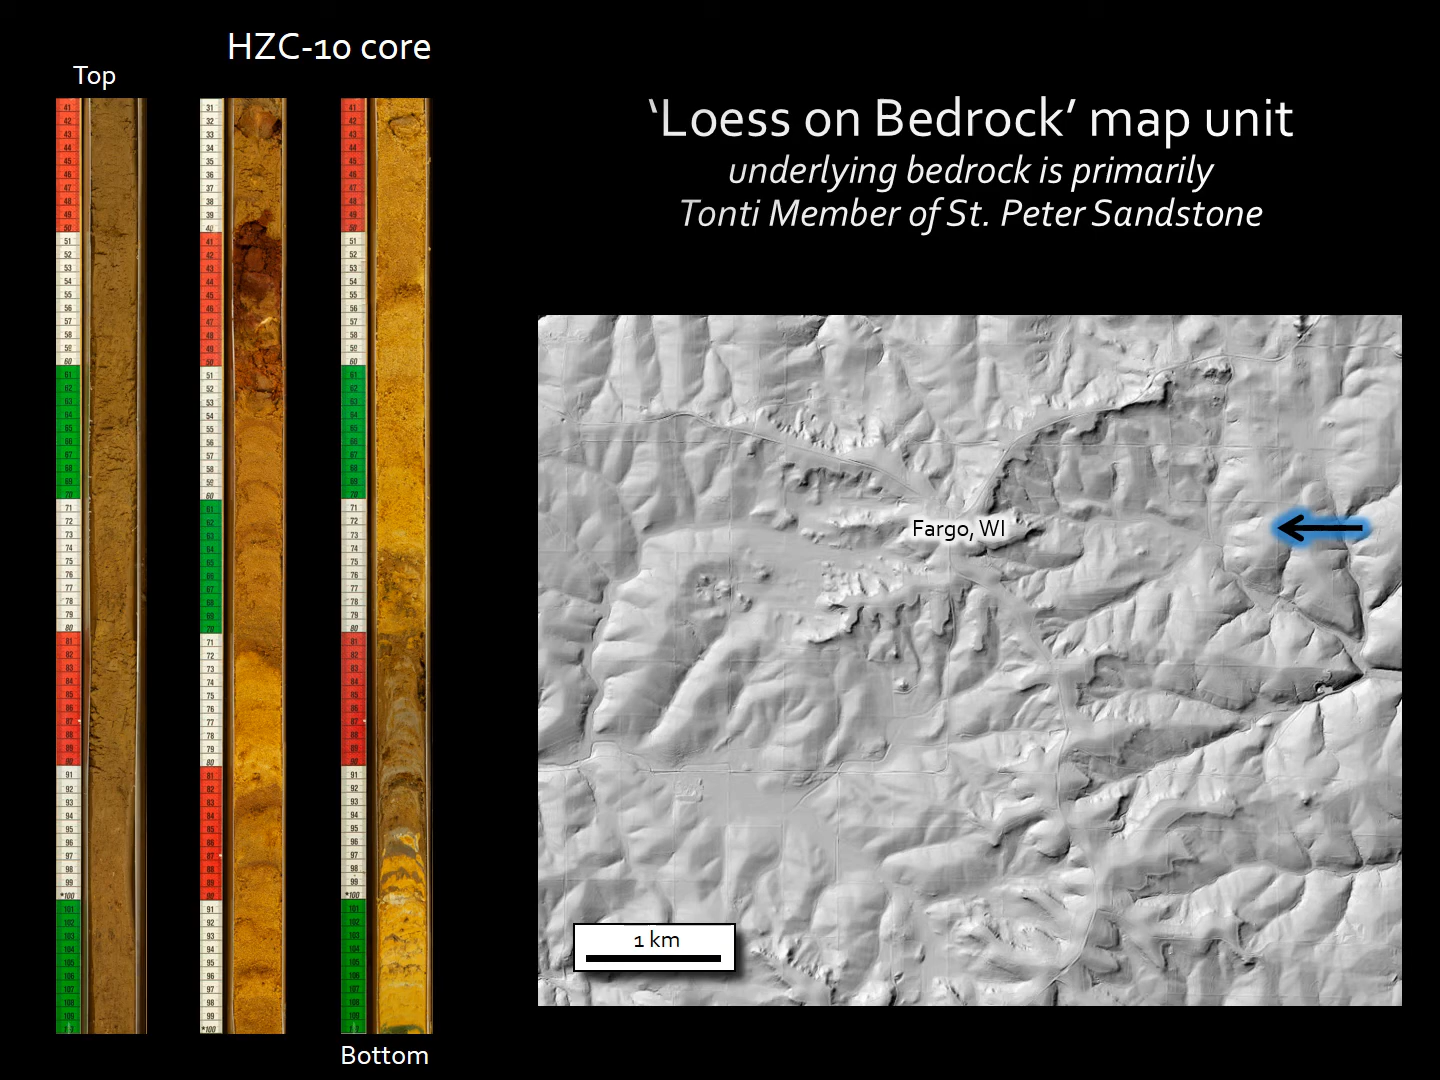 HZC-10 core
Top
'Loess on Bedrock' map unit
underlying bedrock is primarily
Tonti Member of St. Peter Sandstone
Fargo, WI
1 km
Bottom